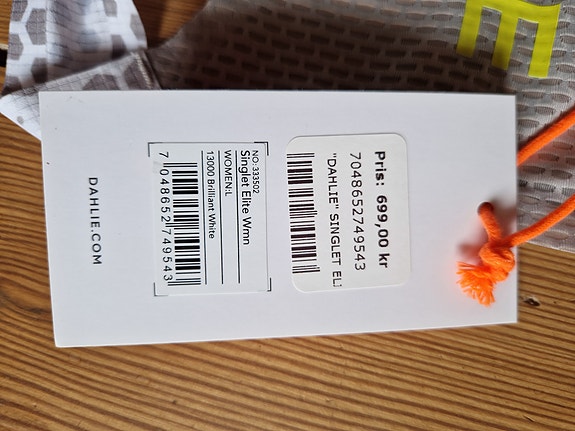 Pris: 699,00 kr
7048652749543
"DAHLIE" SINGLET EL
NO: 333502
Singlet Elite Wmn
WOMEN:L
13000 Brilliant White
7 048652 749543
DAHLIE.COM
E